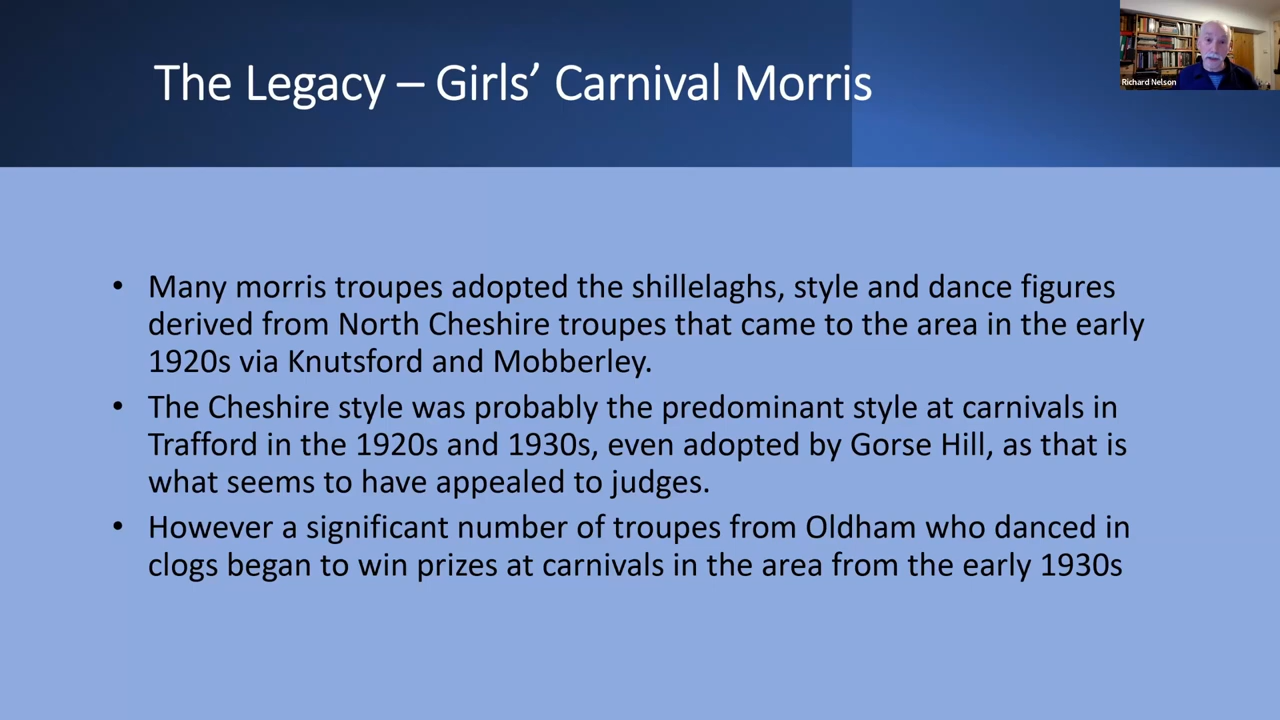 The Legacy – Girls’ Carnival Morris
Richard Nelson
• Many morris troupes adopted the shillelaghs, style and dance figures
derived from North Cheshire troupes that came to the area in the early
1920s via Knutsford and Mobberley.
• The Cheshire style was probably the predominant style at carnivals in
Trafford in the 1920s and 1930s, even adopted by Gorse Hill, as that is
what seems to have appealed to judges.
• However a significant number of troupes from Oldham who danced in
clogs began to win prizes at carnivals in the area from the early 1930s